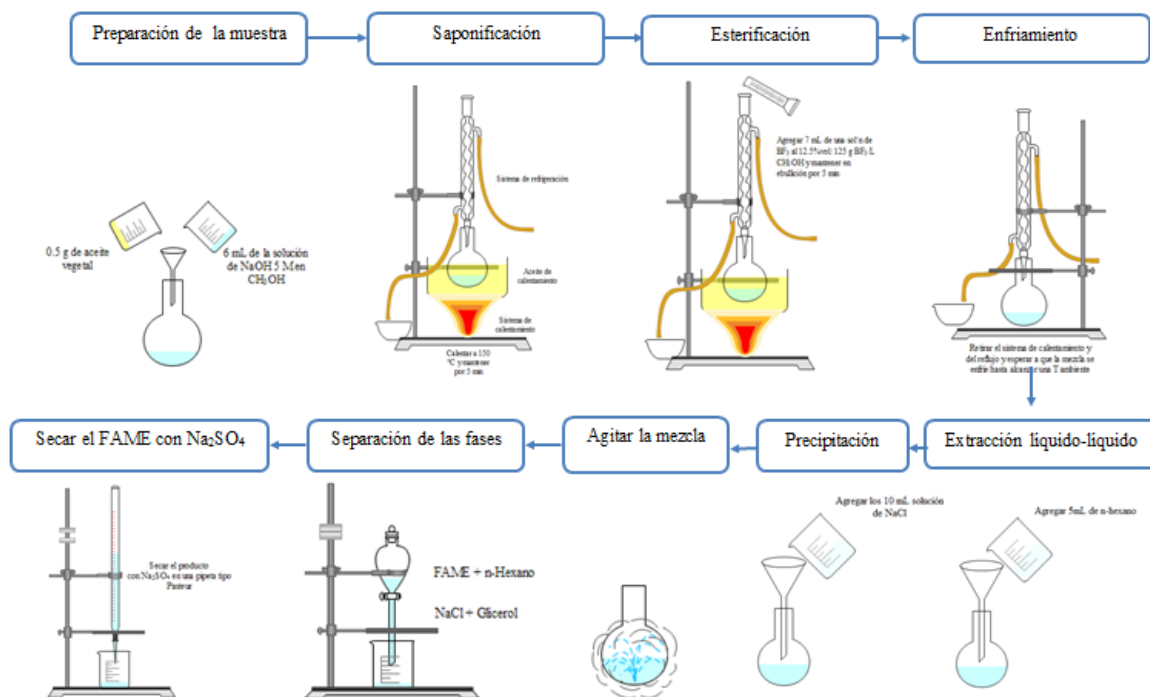 Preparación de la muestra
Saponificación
Esterificación
Enfriamiento
0.5 g de aceite
vegetal
6 mL de la solución
de NaOH 5 M en
CH₃OH
Sistema de refrigeración
Aceite de
calentamiento
Sistema de
calentamiento
Calentar a 150
°C y mantener
por 5 min
Agregar 7 mL de una sol'n de
BF₃ al 12.5%vol: 125 g BF₃/L
CH₃OH y mantener en
ebullición por 5 min
Retirar el sistema de calentamiento y
del reflujo y esperar a que la mezcla se
enfríe hasta alcanzar una T ambiente
Secar el FAME con Na₂SO₄
Separación de las fases
Agitar la mezcla
Precipitación
Extracción líquido-líquido
Secar el producto
con Na₂SO₄ en una pipeta tipo
Pasteur
FAME + n-Hexano
NaCl + Glicerol
Agregar los 10 mL solución
de NaCl
Agregar 5mL de n-hexano